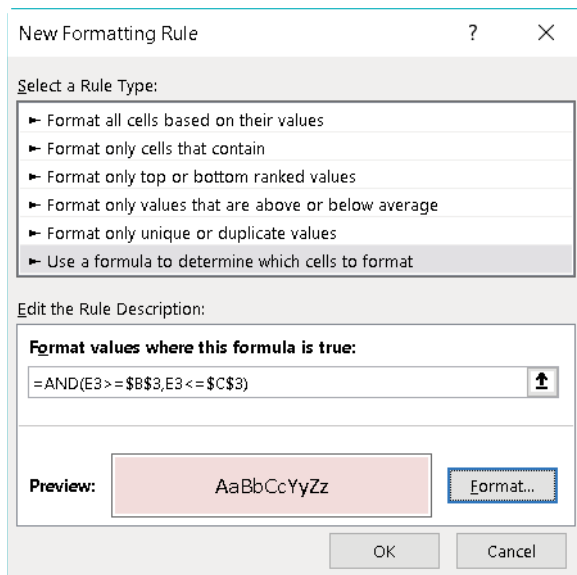 New Formatting Rule ?
Select a Rule Type:
Format all cells based on their values
Format only cells that contain
Format only top or bottom ranked values
Format only values that are above or below average
Format only unique or duplicate values
Use a formula to determine which cells to format
Edit the Rule Description:
Format values where this formula is true:
=AND(E3>=$B$3,E3<=$C$3)
Preview: AaBbCcYyZz Format...
OK Cancel